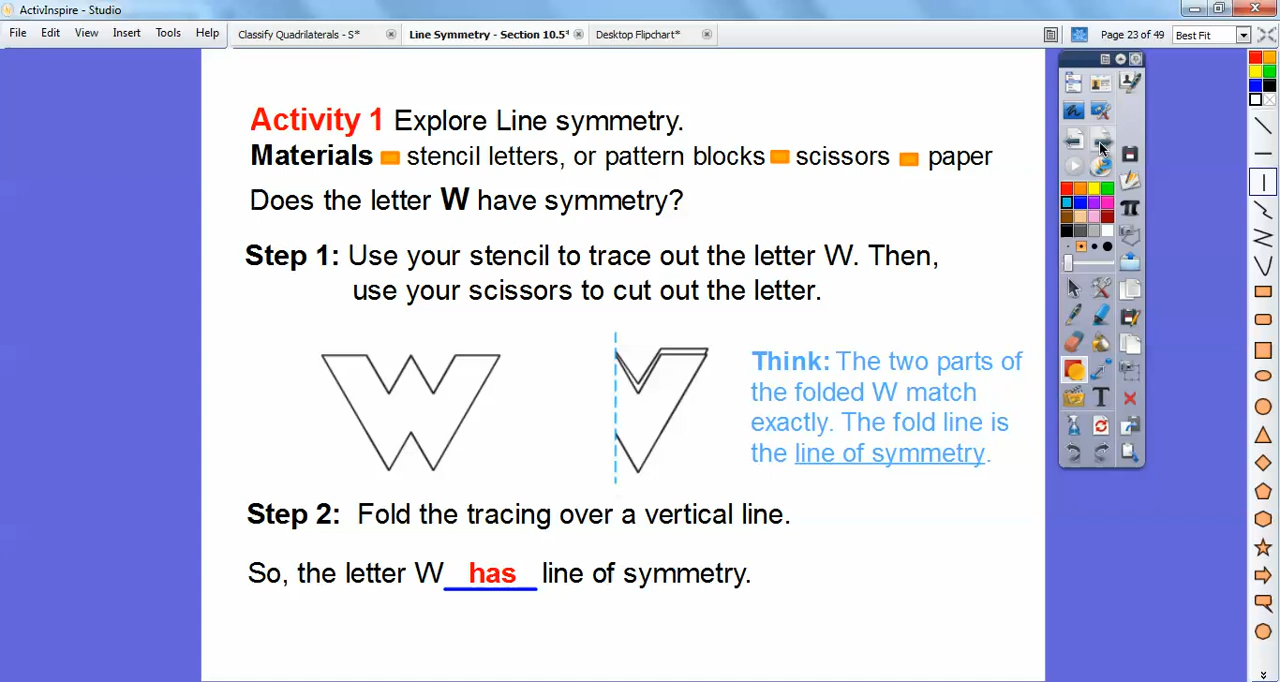 ActivInspire - Studio
File Edit View Insert Tools Help
Classify Quadrilaterals - S*
Line Symmetry - Section 10.5*
Desktop Flipchart*
Page 23 of 49
Best Fit
Activity 1 Explore Line symmetry.
Materials stencil letters, or pattern blocks scissors paper
Does the letter W have symmetry?
Step 1: Use your stencil to trace out the letter W. Then,
use your scissors to cut out the letter.
Think: The two parts of
the folded W match
exactly. The fold line is
the line of symmetry.
Step 2: Fold the tracing over a vertical line.
So, the letter W has line of symmetry.